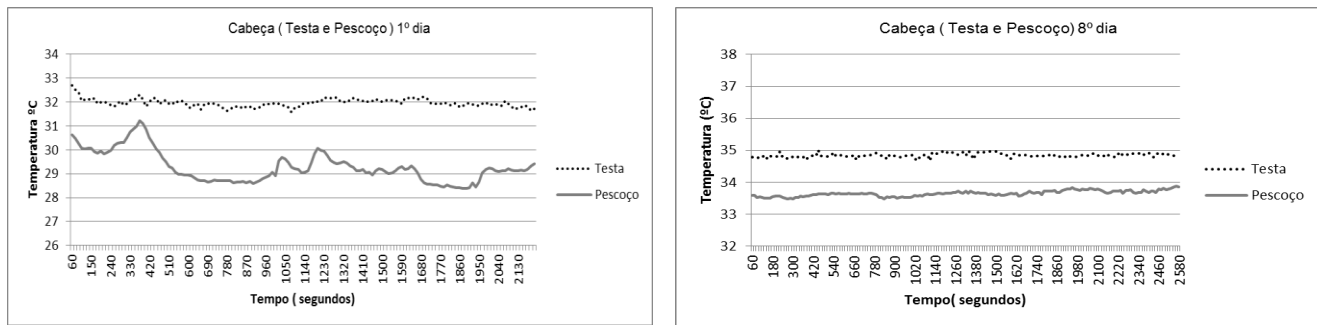 Cabeça ( Testa e Pescoço ) 1º dia
34
33
32
31
30
29
28
27
26
Temperatura ºC
60 150 240 330 420 510 600 690 780 870 960 1050 1140 1230 1320 1410 1500 1590 1680 1770 1860 1950 2040 2130
Tempo ( segundos)
Testa
Pescoço
Cabeça ( Testa e Pescoço) 8º dia
38
37
36
35
34
33
32
Temperatura (ºC)
60 180 300 420 540 660 780 900 1020 1140 1260 1380 1500 1620 1740 1860 1980 2100 2220 2340 2460 2580
Tempo( segundos)
Testa
Pescoço